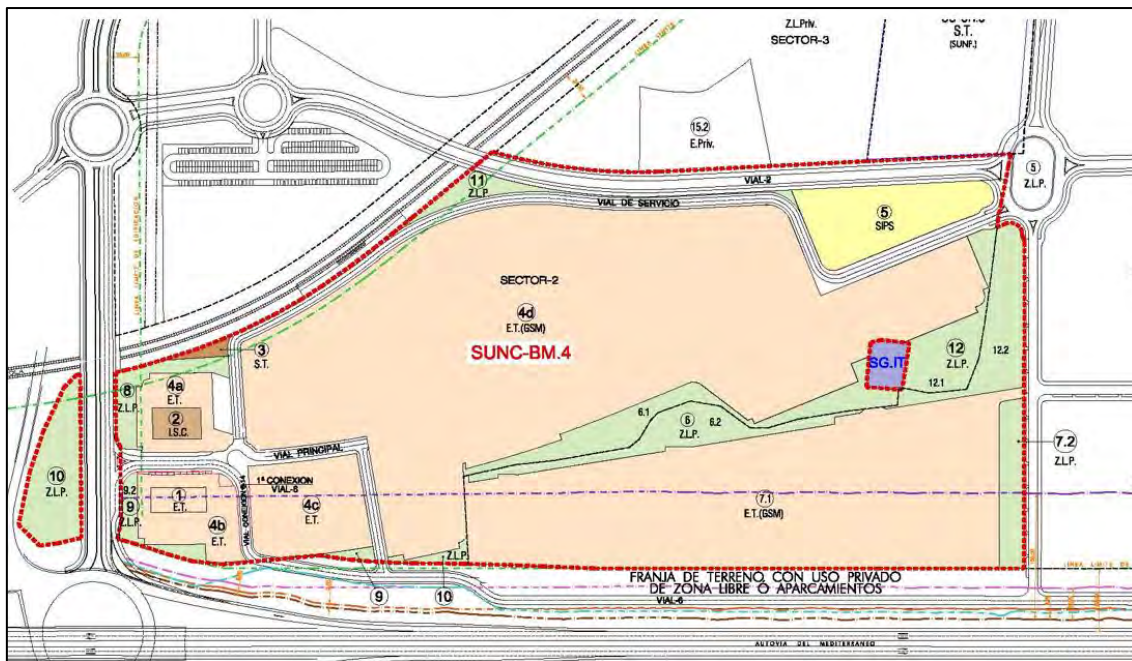 Z.L.Priv.
SECTOR-3
S.T.
[SUNF.]
15.2
E.Priv.
5
Z.L.P.
11
Z.L.P.
VIAL-2
VIAL DE SERVICIO
5
SIPS
SECTOR-2
4d
E.T.(GSM)
SUNC-BM.4
3
S.T.
SG.IT
12
Z.L.P.
12.2
12.1
8
Z.L.P.
4a
E.T.
2
I.S.C.
6.1
6
6.2
Z.L.P.
7.2
Z.L.P.
10
Z.L.P.
VIAL PRINCIPAL
1ª CONEXION
VIAL-6
9.2
9
Z.L.P.
1
E.T.
4c
E.T.
7.1
E.T.(GSM)
4b
E.T.
Z.L.P.
9
10
FRANJA DE TERRENO CON USO PRIVADO
DE ZONA LIBRE O APARCAMIENTOS
VIAL-6
AUTOVIA DEL MEDITERRANEO